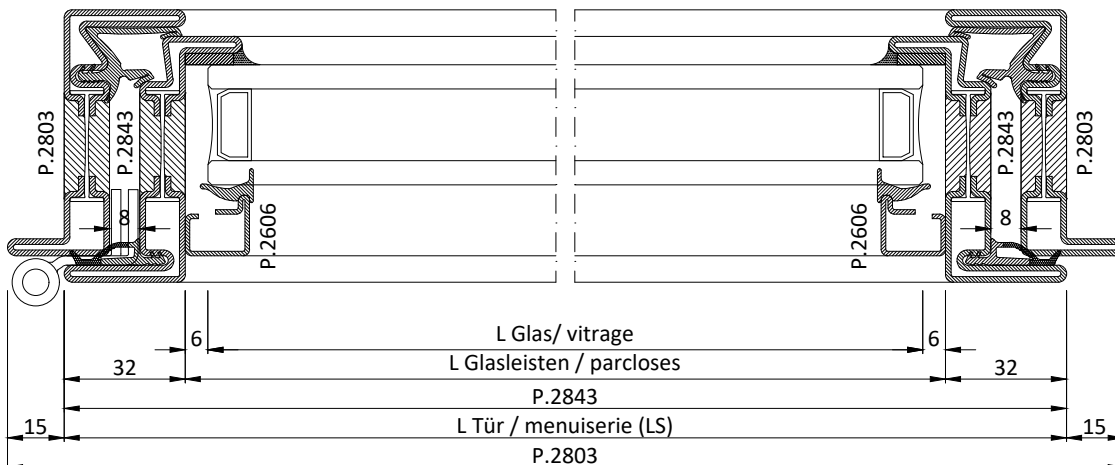 P.2803
P.2843
8
P.2606
P.2606
8
P.2843
P.2803
6
L Glas/ vitrage
6
32
L Glasleisten / parcloses
32
P.2843
15
L Tür / menuiserie (LS)
15
P.2803